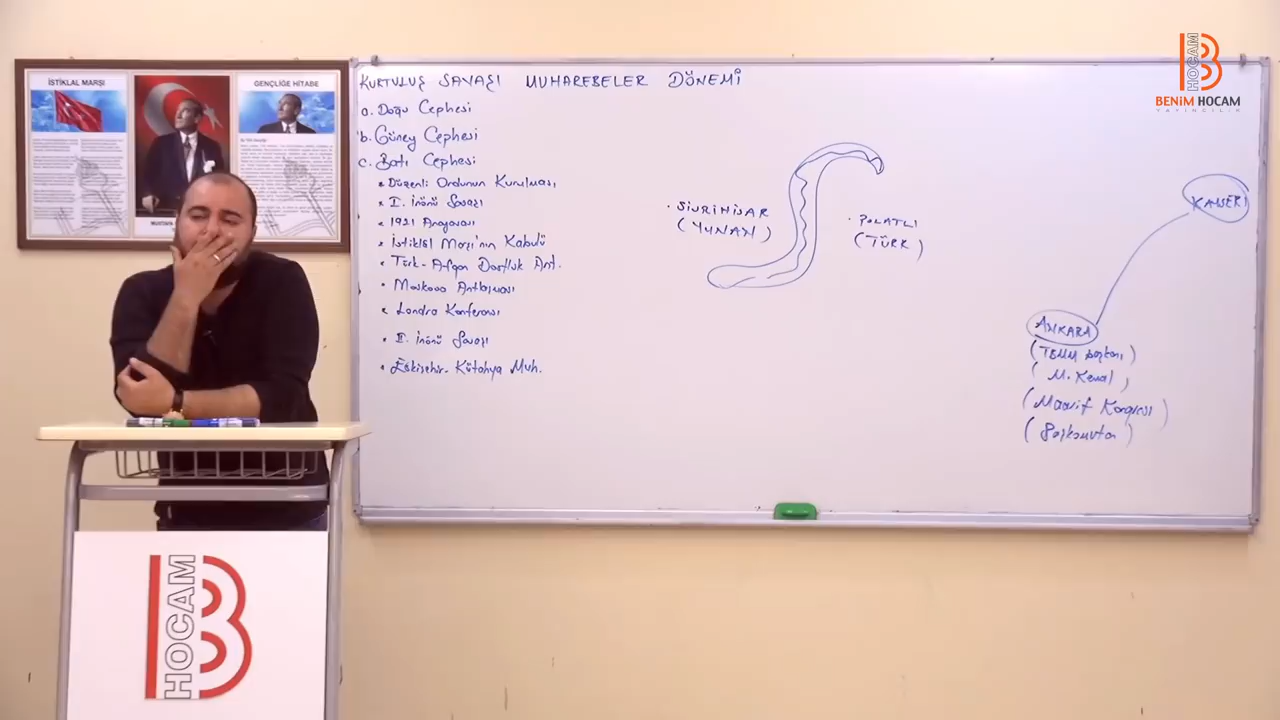 İSTİKLAL MARŞI
GENÇLİĞE HİTABE
BENİM HOCAM
YAYINCILIK
HOCAM
KURTULUŞ SAVAŞI MUHAREBELER DÖNEMİ
a. Doğu Cephesi
b. Güney Cephesi
c. Batı Cephesi
• Düzenli Ordunun Kurulması
• I. İnönü Savaşı
• 1921 Anayasası
• İstiklal Marşı'nın Kabulü
• Türk-Afgan Dostluk Ant.
• Moskova Antlaşması
• Londra Konferansı
• II. İnönü Savaşı
• Eskişehir-Kütahya Muh.
• SİVRİHİSAR
(YUNAN)
• POLATLI
(TÜRK)
KAYSERİ
ANKARA
(TBMM Başkanı)
(M. Kemal)
(Maarif Kongresi)
(Başkomutan)
HOCAM